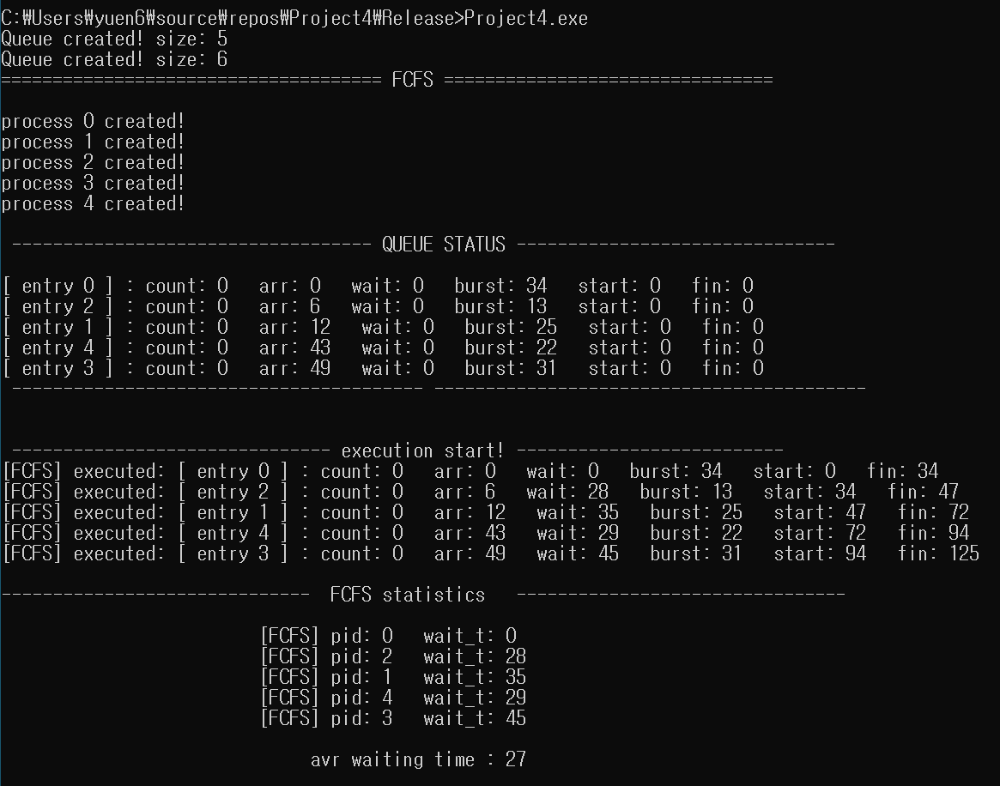 C:₩Users₩yuen6₩source₩repos₩Project4₩Release>Project4.exe
Queue created! size: 5
Queue created! size: 6
===================================== FCFS ================================

process 0 created!
process 1 created!
process 2 created!
process 3 created!
process 4 created!

 ----------------------------------- QUEUE STATUS -------------------------------

[ entry 0 ] : count: 0   arr: 0   wait: 0   burst: 34   start: 0   fin: 0
[ entry 2 ] : count: 0   arr: 6   wait: 0   burst: 13   start: 0   fin: 0
[ entry 1 ] : count: 0   arr: 12   wait: 0   burst: 25   start: 0   fin: 0
[ entry 4 ] : count: 0   arr: 43   wait: 0   burst: 22   start: 0   fin: 0
[ entry 3 ] : count: 0   arr: 49   wait: 0   burst: 31   start: 0   fin: 0
 ---------------------------------------- ------------------------------------------

 ------------------------------- execution start! --------------------------
[FCFS] executed: [ entry 0 ] : count: 0   arr: 0   wait: 0   burst: 34   start: 0   fin: 34
[FCFS] executed: [ entry 2 ] : count: 0   arr: 6   wait: 28   burst: 13   start: 34   fin: 47
[FCFS] executed: [ entry 1 ] : count: 0   arr: 12   wait: 35   burst: 25   start: 47   fin: 72
[FCFS] executed: [ entry 4 ] : count: 0   arr: 43   wait: 29   burst: 22   start: 72   fin: 94
[FCFS] executed: [ entry 3 ] : count: 0   arr: 49   wait: 45   burst: 31   start: 94   fin: 125

------------------------------  FCFS statistics   --------------------------------

[FCFS] pid: 0   wait_t: 0
[FCFS] pid: 2   wait_t: 28
[FCFS] pid: 1   wait_t: 35
[FCFS] pid: 4   wait_t: 29
[FCFS] pid: 3   wait_t: 45

avr waiting time : 27